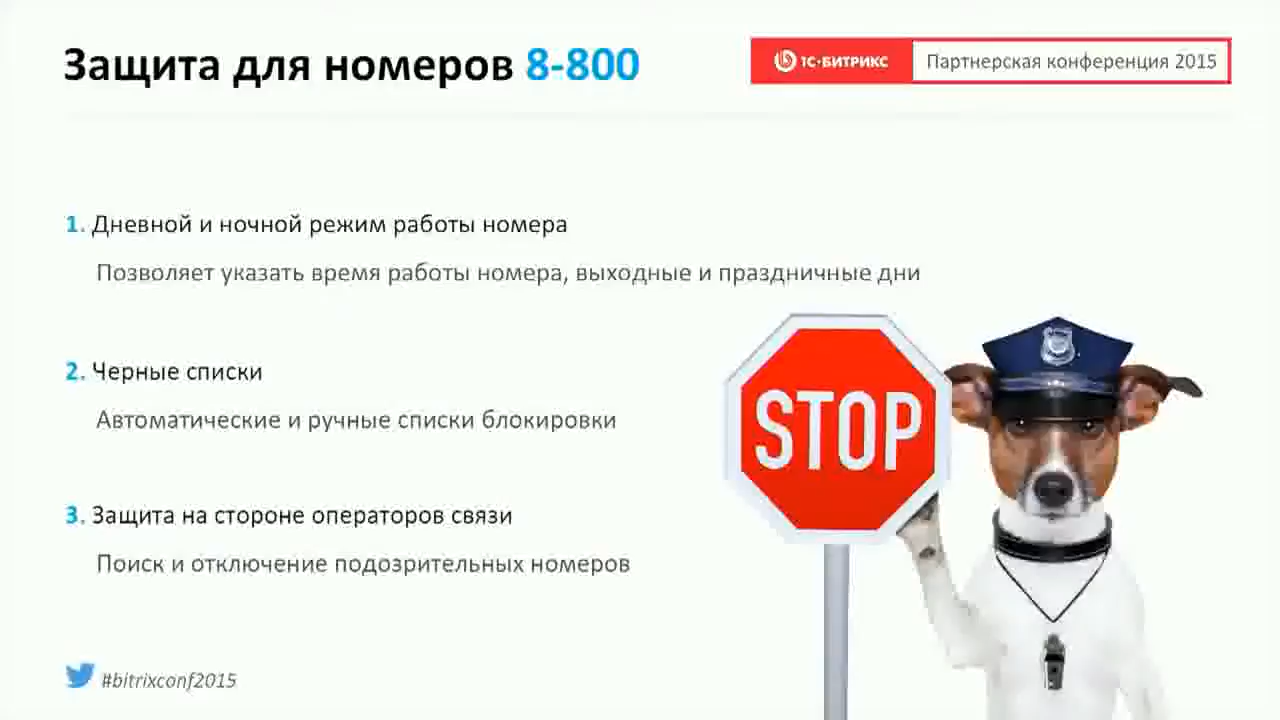 Защита для номеров 8-800
1С-БИТРИКС Партнерская конференция 2015
1. Дневной и ночной режим работы номера
Позволяет указать время работы номера, выходные и праздничные дни
2. Черные списки
Автоматические и ручные списки блокировки
STOP
3. Защита на стороне операторов связи
Поиск и отключение подозрительных номеров
#bitrixconf2015